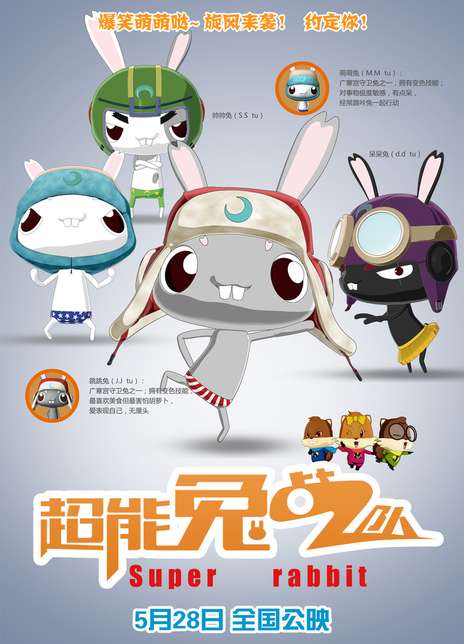 爆笑萌萌哒~ 旋风来袭！ 约定你！
萌萌兔（M.M tu）：
广寒宫守卫兔之一；拥有变色技能；
对事物极度敏感，有点呆，
经常跟叶兔一起行动
帅帅兔（S.S tu）
呆呆兔（d.d tu）
跳跳兔（J.J tu）：
广寒宫守卫兔之一；拥有变色技能，
最喜欢美食但最害怕胡萝卜，
爱表现自己，无厘头
超能兔战队
Super rabbit
5月28日 全国公映